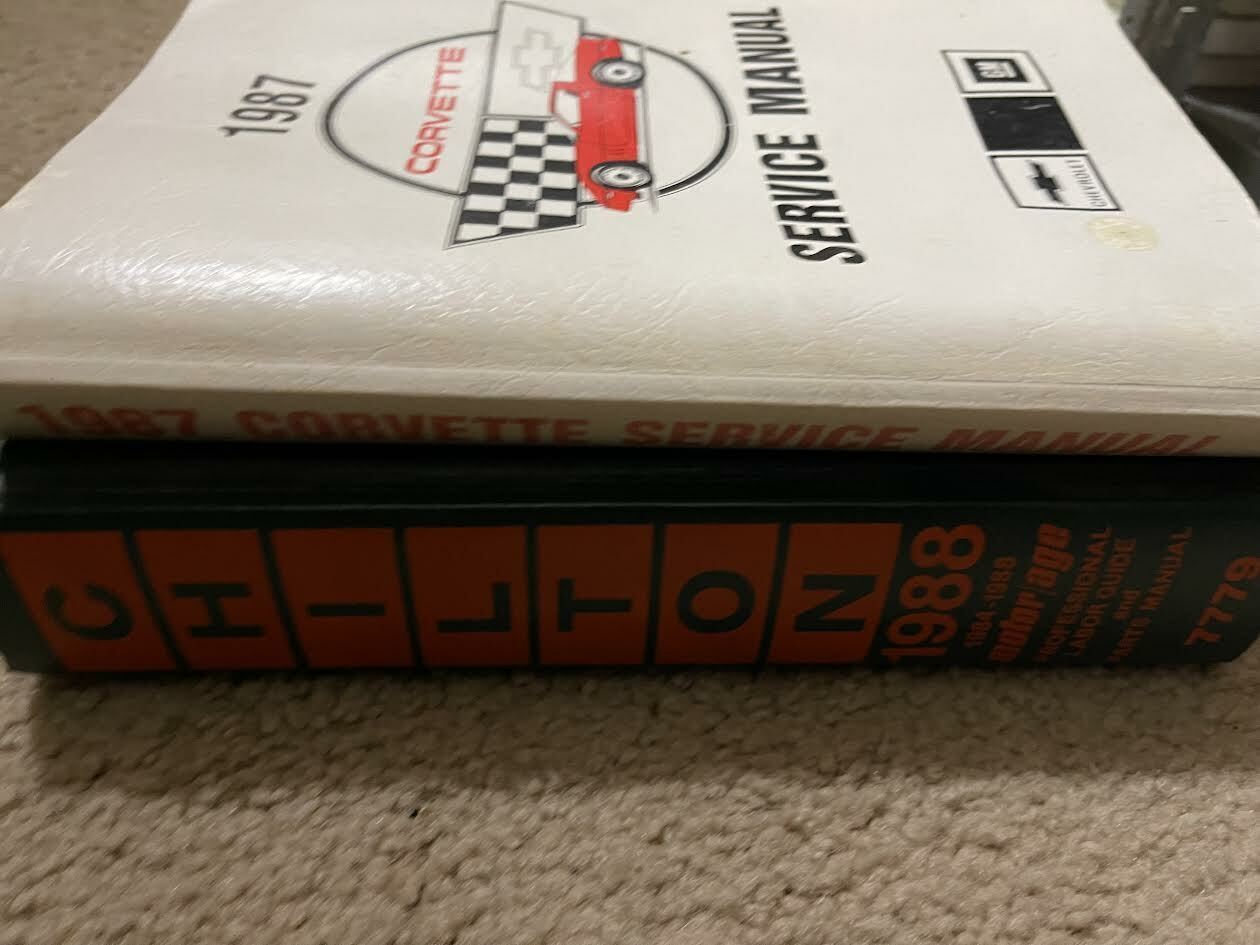 1987
CORVETTE
SERVICE MANUAL
GM
CHEVROLET
1987 CORVETTE SERVICE MANUAL
CHILTON
1988
1984-1989
motor/age
PROFESSIONAL
LABOR GUIDE
and
PARTS MANUAL
7779